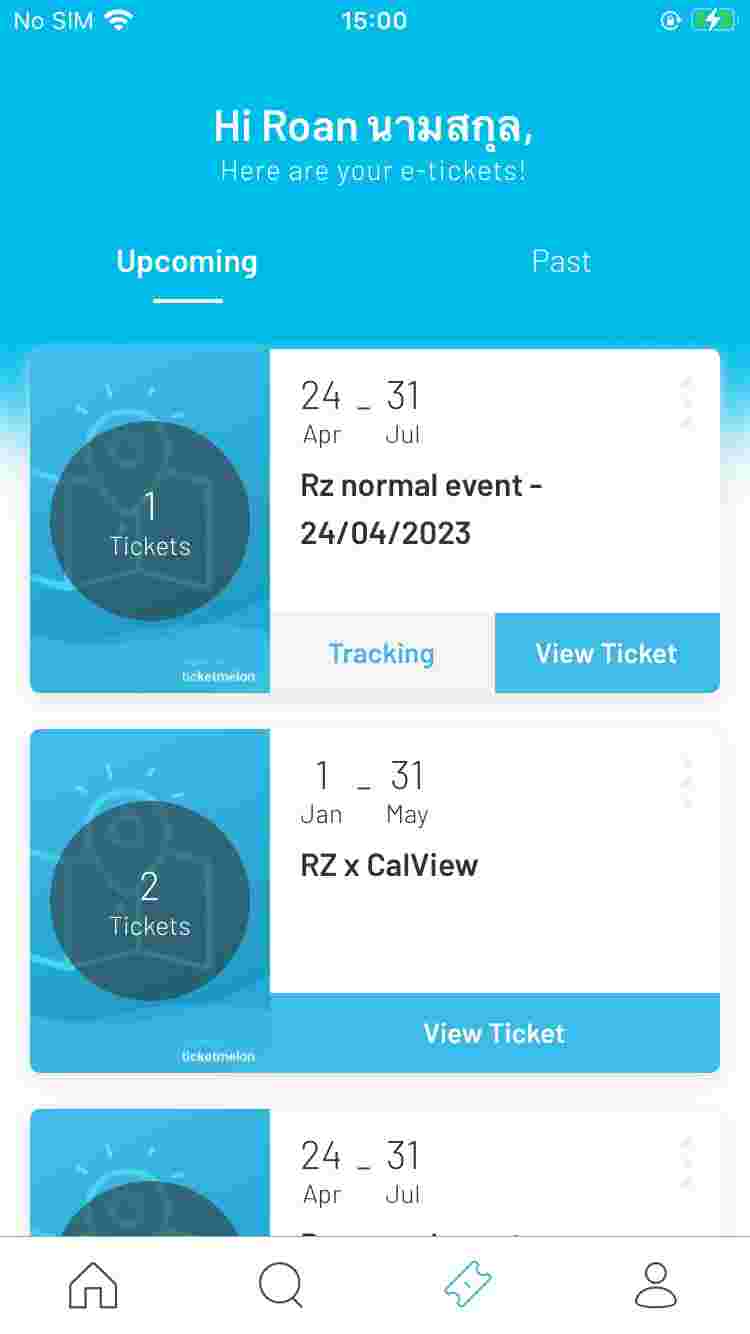 No SIM 15:00
Hi Roan นามสกุล,
Here are your e-tickets!
Upcoming Past
24 – 31
Apr Jul
Rz normal event -
24/04/2023
1
Tickets
ticketmelon
Tracking View Ticket
1 – 31
Jan May
RZ x CalView
2
Tickets
ticketmelon
View Ticket
24 – 31
Apr Jul